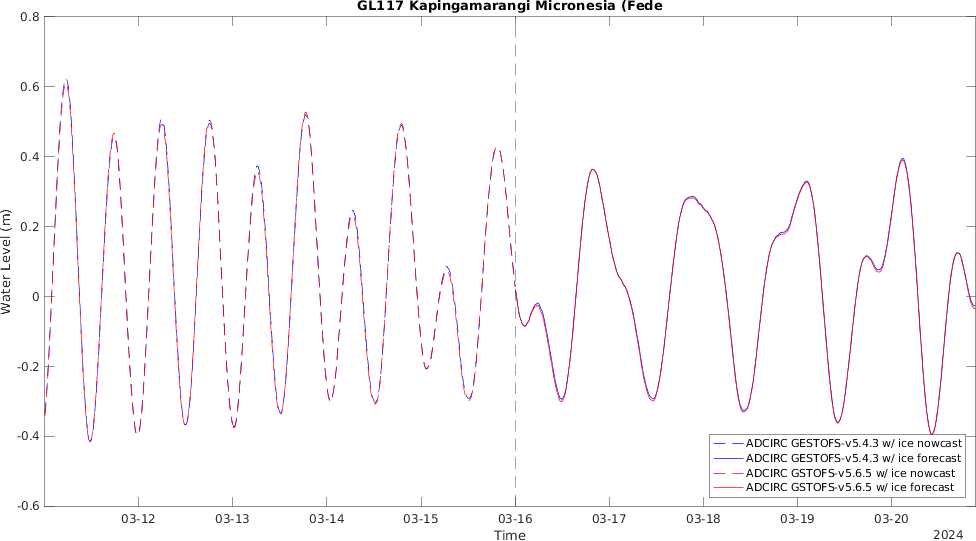 GL117 Kapingamarangi Micronesia (Fede
0.8
0.6
0.4
0.2
0
-0.2
-0.4
-0.6
Water Level (m)
03-12 03-13 03-14 03-15 03-16 03-17 03-18 03-19 03-20
Time
2024
ADCIRC GESTOFS-v5.4.3 w/ ice nowcast
ADCIRC GESTOFS-v5.4.3 w/ ice forecast
ADCIRC GSTOFS-v5.6.5 w/ ice nowcast
ADCIRC GSTOFS-v5.6.5 w/ ice forecast